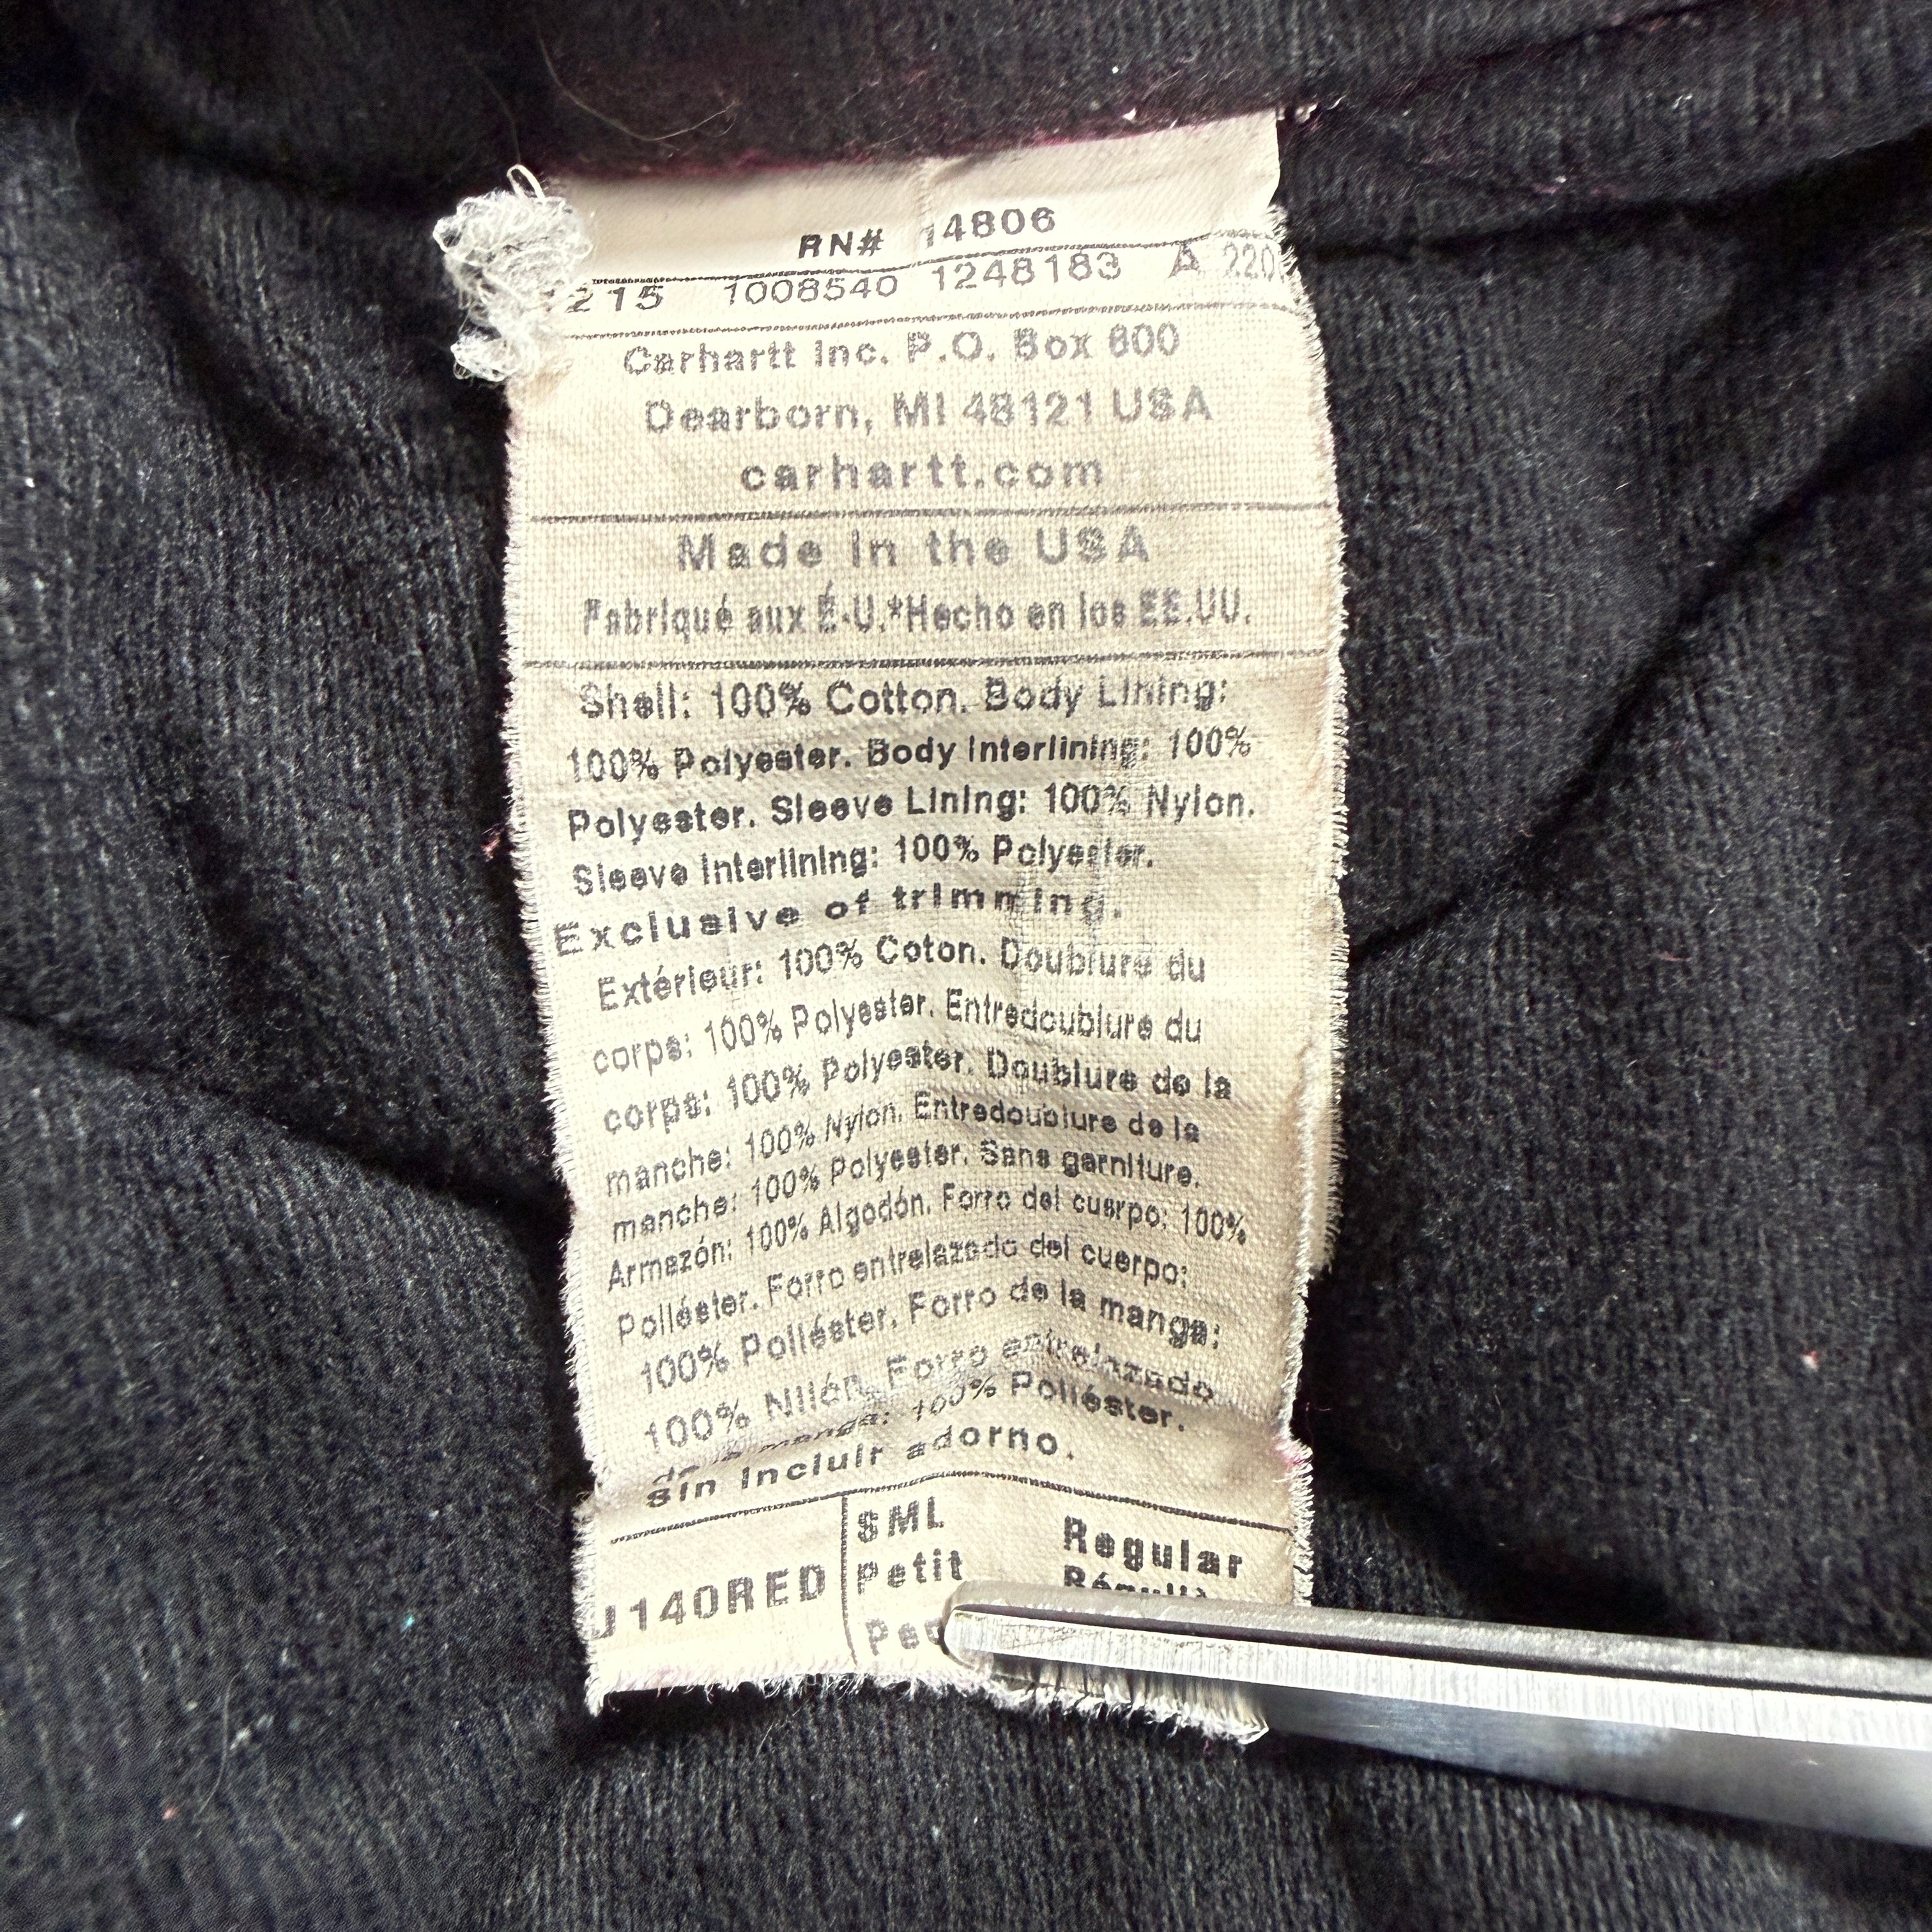 RN# 14806
1215 1008540 1248183 A 220
Carhartt Inc. P.O. Box 600
Dearborn, MI 48121 USA
carhartt.com
Made in the USA
Fabriqué aux É-U.*Hecho en los EE.UU.
Shell: 100% Cotton. Body Lining:
100% Polyester. Body Interlining: 100%
Polyester. Sleeve Lining: 100% Nylon.
Sleeve Interlining: 100% Polyester.
Exclusive of trimming.
Extérieur: 100% Coton. Doublure du
corps: 100% Polyester. Entredoublure du
corps: 100% Polyester. Doublure de la
manche: 100% Nylon. Entredoublure de la
manche: 100% Polyester. Sans garniture.
Armazón: 100% Algodón. Forro del cuerpo: 100%
Poliéster. Forro entrelazado del cuerpo:
100% Poliéster. Forro de la manga:
100% Nilón. Forro entrelazado
de la manga: 100% Poliéster.
Sin incluir adorno.
J140RED
SML Regular
Petit